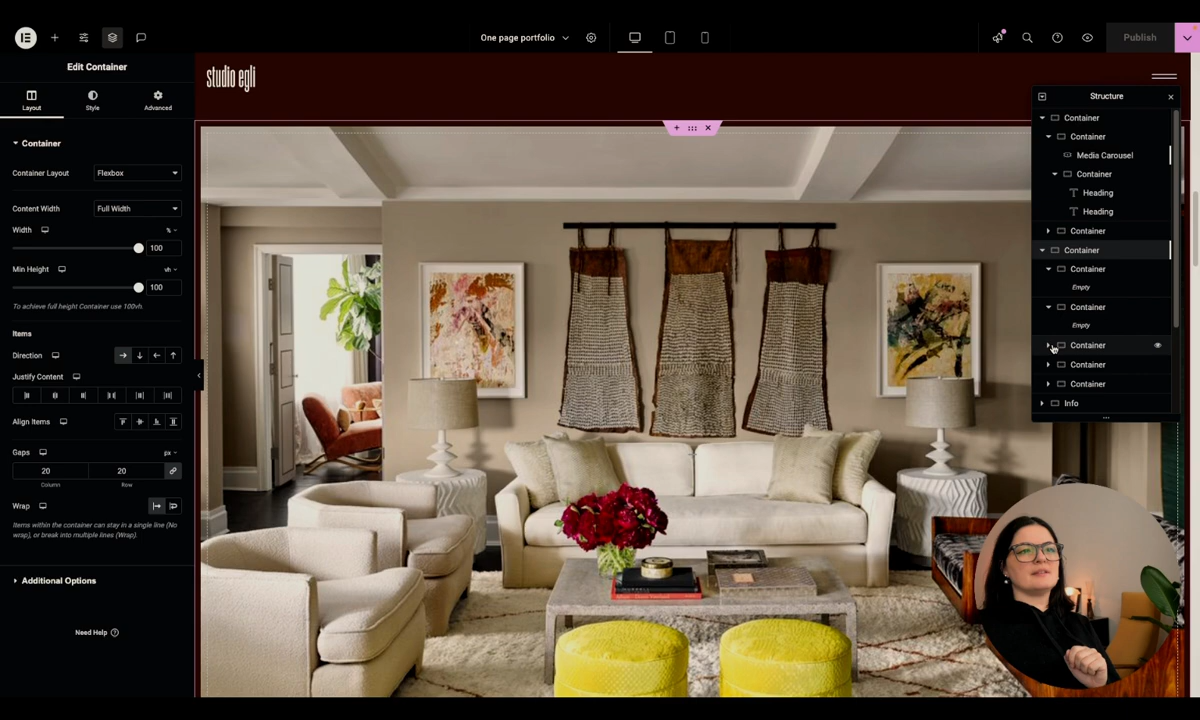 One page portfolio
Publish
Edit Container
Layout
Style
Advanced
Container
Container Layout
Flexbox
Content Width
Full Width
Width
%
100
Min Height
vh
100
To achieve full height Container use 100vh.
Items
Direction
Justify Content
Align Items
Gaps
px
20
20
Column
Row
Wrap
Items within the container can stay in a single line (No
wrap), or break into multiple lines (Wrap).
Additional Options
Need Help
studio egli
Structure
Container
Container
Media Carousel
Container
Heading
Heading
Container
Container
Container
Empty
Container
Empty
Container
Container
Container
Info